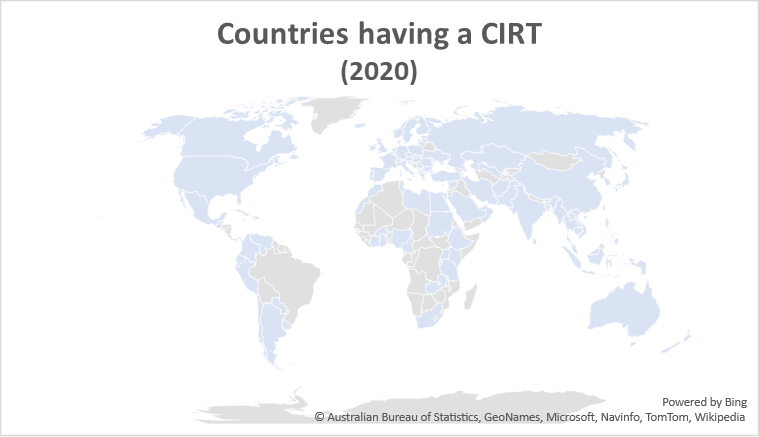 Countries having a CIRT
(2020)
Powered by Bing
© Australian Bureau of Statistics, GeoNames, Microsoft, Navinfo, TomTom, Wikipedia